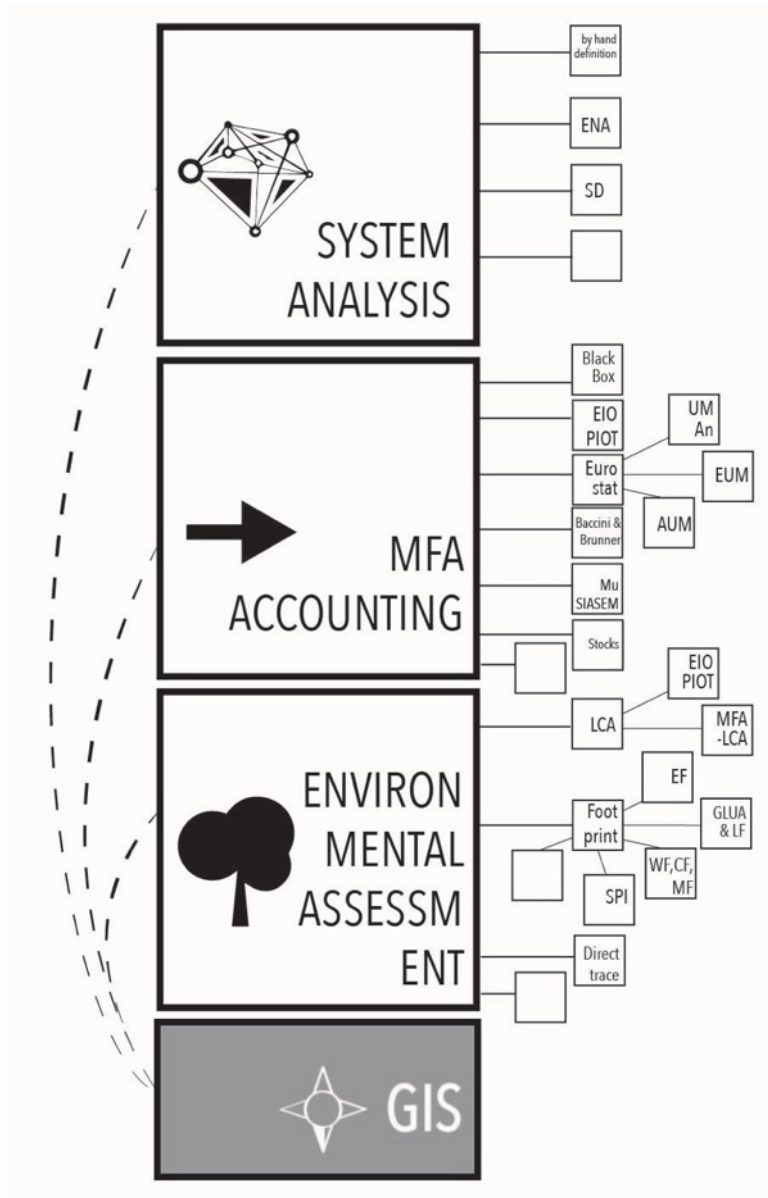 by hand
definition
ENA
SD
SYSTEM
ANALYSIS
Black
Box
EIO
PIOT
Euro
stat
UM
An
EUM
AUM
Baccini &
Brunner
Mu
SIASEM
Stocks
MFA
ACCOUNTING
LCA
EIO
PIOT
MFA
-LCA
Foot
print
EF
GLUA
& LF
WF,CF,
MF
SPI
Direct
trace
ENVIRON
MENTAL
ASSESSM
ENT
GIS